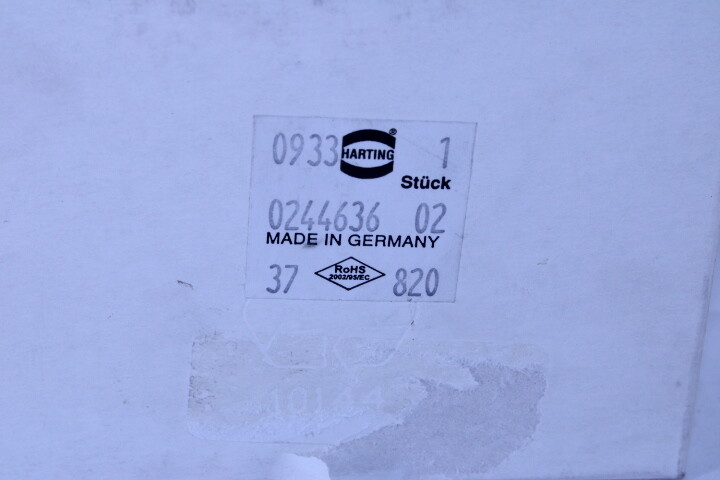 0933 HARTING® 1
Stück
0244636 02
MADE IN GERMANY
37 RoHS 820
2002/95/EC